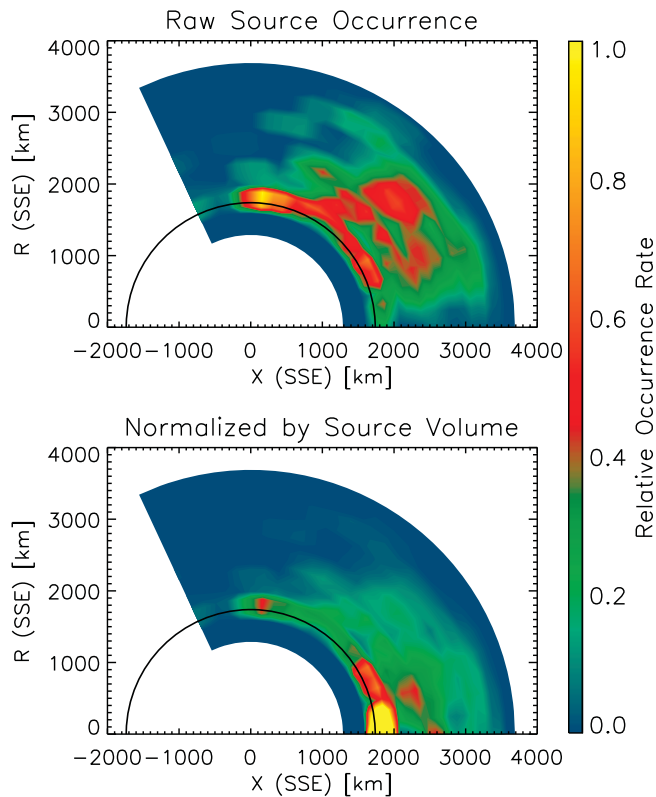 Raw Source Occurrence
4000
3000
2000
1000
0
R (SSE) [km]
−2000 −1000 0 1000 2000 3000 4000
X (SSE) [km]
Normalized by Source Volume
4000
3000
2000
1000
0
R (SSE) [km]
−2000 −1000 0 1000 2000 3000 4000
X (SSE) [km]
1.0
0.8
0.6
0.4
0.2
0.0
Relative Occurrence Rate